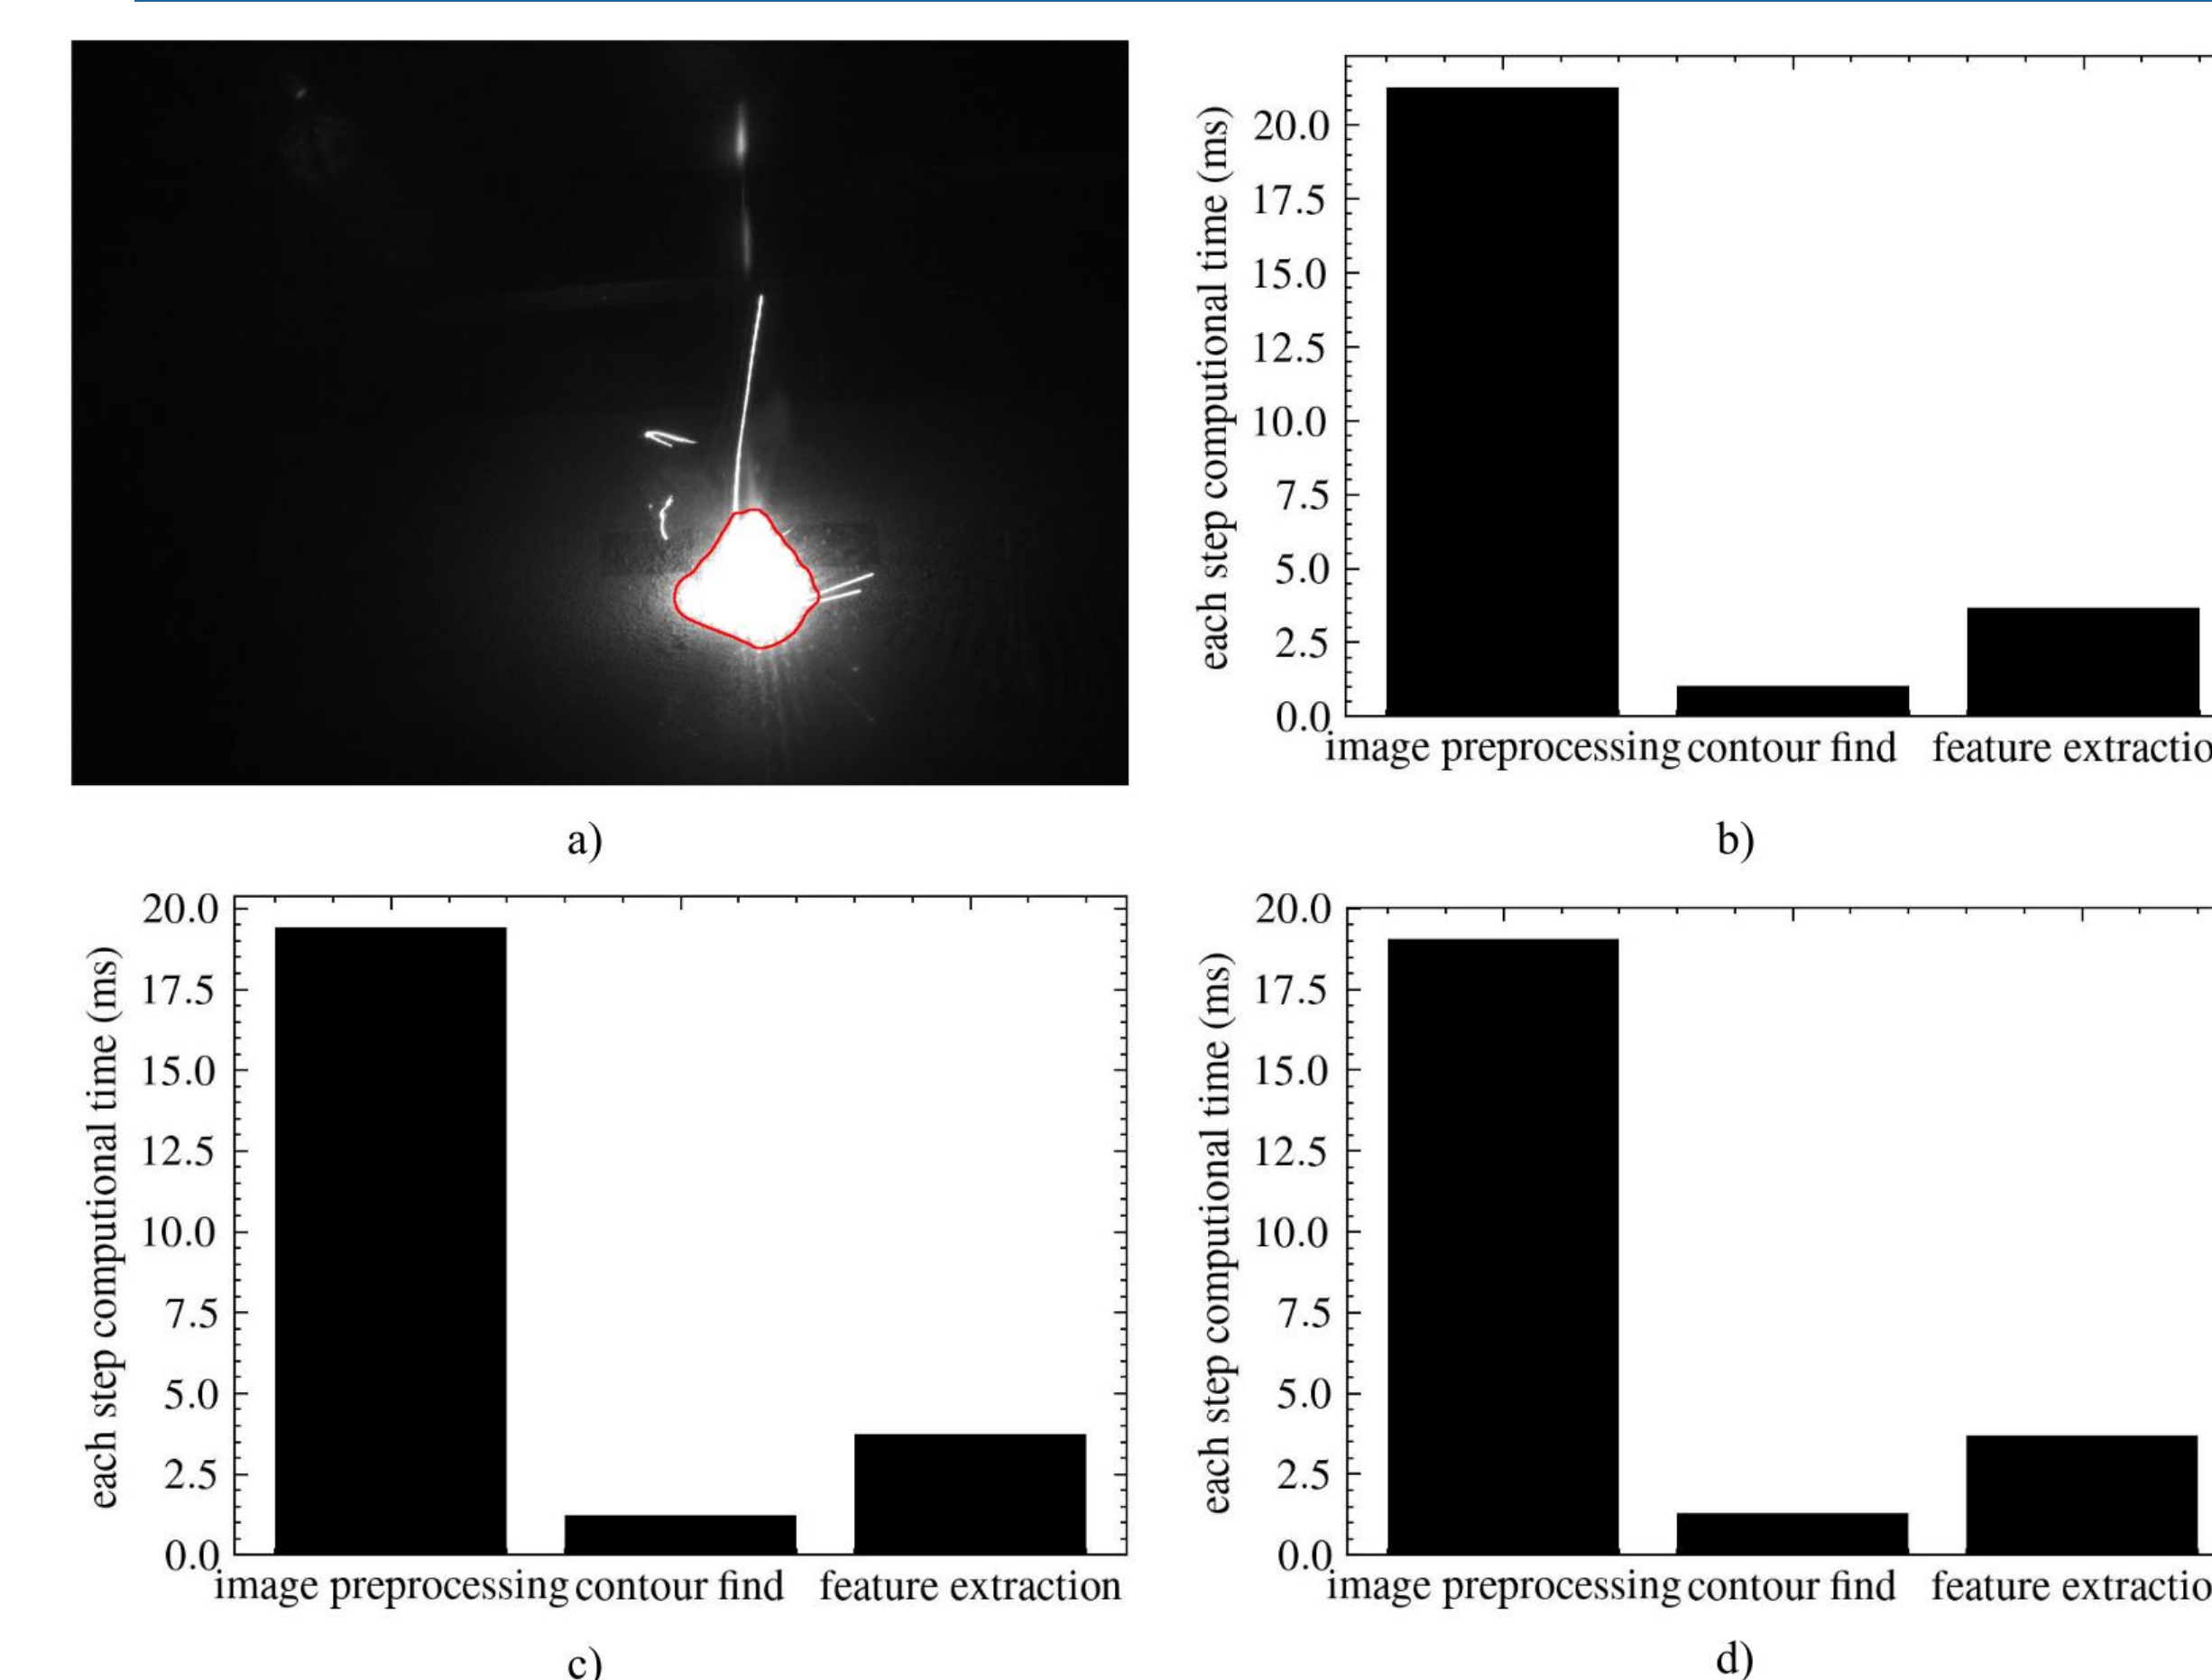 each step computional time (ms)
20.0
17.5
15.0
12.5
10.0
7.5
5.0
2.5
0.0
image preprocessing contour find feature extractio
a)
b)
each step computional time (ms)
20.0
17.5
15.0
12.5
10.0
7.5
5.0
2.5
0.0
image preprocessing contour find feature extraction
c)
each step computional time (ms)
20.0
17.5
15.0
12.5
10.0
7.5
5.0
2.5
0.0
image preprocessing contour find feature extractio
d)